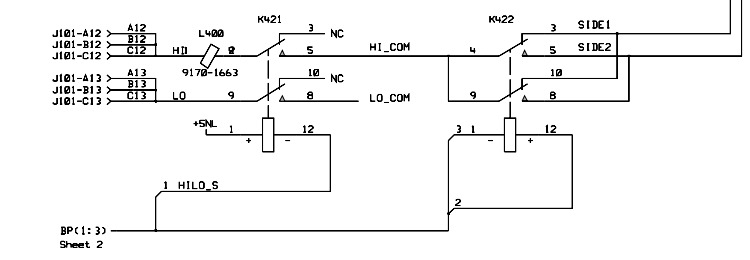 K421 K422
J101-A12 A12 L400 3 NC 3 SIDE1
J101-B12 B12
J101-C12 C12 HI 5 HI_COM 4 5 SIDE2
9170-1663
J101-A13 A13 10 NC 10
J101-B13 B13
J101-C13 C13 LO 9 8 LO_COM 9 8
+5NL 1 12 3 1 12
+ - - +
1 HILO_S
2
BP(1:3)
Sheet 2